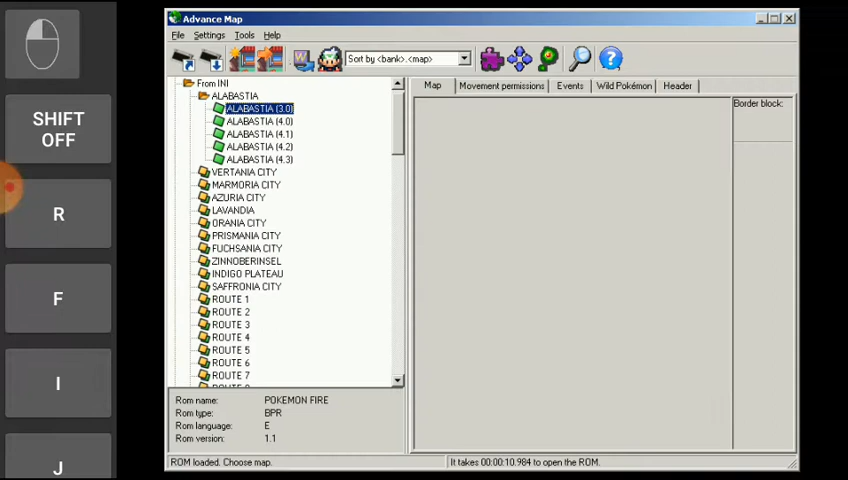 SHIFT
OFF
R
F
I
J
Advance Map
File Settings Tools Help
Sort by <bank>.<map>
From INI
ALABASTIA
ALABASTIA (3.0)
ALABASTIA (4.0)
ALABASTIA (4.1)
ALABASTIA (4.2)
ALABASTIA (4.3)
VERTANIA CITY
MARMORIA CITY
AZURIA CITY
LAVANDIA
ORANIA CITY
PRISMANIA CITY
FUCHSANIA CITY
ZINNOBERINSEL
INDIGO PLATEAU
SAFFRONIA CITY
ROUTE 1
ROUTE 2
ROUTE 3
ROUTE 4
ROUTE 5
ROUTE 6
ROUTE 7
Map Movement permissions Events Wild Pokémon Header
Border block:
Rom name: POKEMON FIRE
Rom type: BPR
Rom language: E
Rom version: 1.1
ROM loaded. Choose map.
It takes 00:00:10.984 to open the ROM.